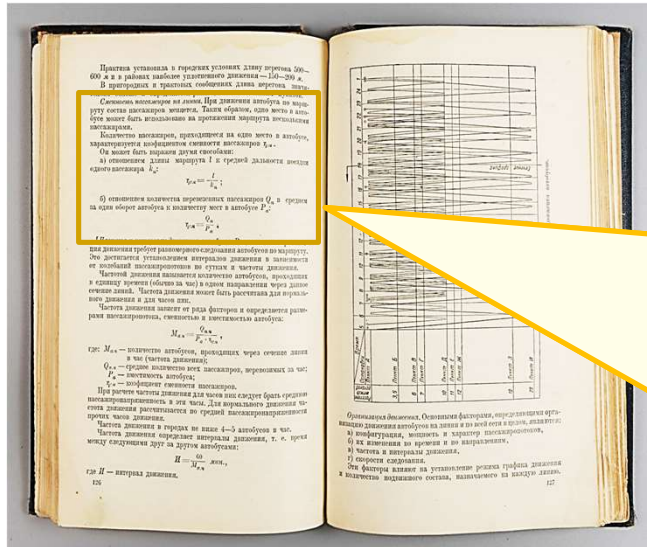 Практика установила в городских условиях длину перегона 500—
600 м и в районах наиболее уплотненного движения — 150—200 м.
В пригородных и трактовых сообщениях длина перегона
Сменность пассажиров на линии. При движении автобуса по марш-
руту состав пассажиров меняется. Таким образом, одно место в авто-
бусе может быть использовано на протяжении маршрута несколькими
пассажирами.
Количество пассажиров, приходящееся на одно место в автобусе,
характеризуется коефициентом сменности пассажиров
Он может быть выражен двумя способами:
а) отношением длины маршрута l к средней дальности поездки
одного пассажира
б) отношением количества перевезенных пассажиров Qп в среднем
за один оборот автобуса к количеству мест в автобусе
ция движения требует равномерного следования автобусов по маршруту.
Это достигается установлением интервалов движения в зависимости
от колебаний пассажиропотоков по суткам и частоты движения.
Частотой движения называется количество автобусов, проходящих
в единицу времени (обычно за час) в одном направлении через данное
сечение линий. Частота движения может быть рассчитана для нормаль-
ного движения и для часов пик.
Частота движения зависит от ряда факторов и определяется разме-
рами пассажиропотока, сменностью и вместимостью автобуса:
где: — количество автобусов, проходящих через сечение линии
в час (частота движения);
— среднее количество всех пассажиров, перевозимых за час;
— вместимость автобуса;
— коефициент сменности пассажиров.
При расчете частоты движения для часов пик следует брать среднюю
пассажиронапряженность в эти часы. Для нормального движения ча-
стота движения рассчитывается по средней пассажиронапряженности
прочих часов движения.
Частота движения в городах не ниже 4—5 автобусов в час.
Частота движения определяет интервалы движения, т. е. время
между следующими друг за другом автобусами:
И = 60 мин.,
где И — интервал движения.
126
Организация движения. Основными факторами, определяющими орга-
низацию движения автобусов на линии и по всей сети в целом, являются:
а) конфигурация, мощность и характер пассажиропотоков,
б) их изменения во времени и по направлениям,
в) частота и интервалы движения,
г) скорости следования.
Эти факторы влияют на установление режима графика движения
и количество подвижного состава, назначаемого на каждую линию.
127